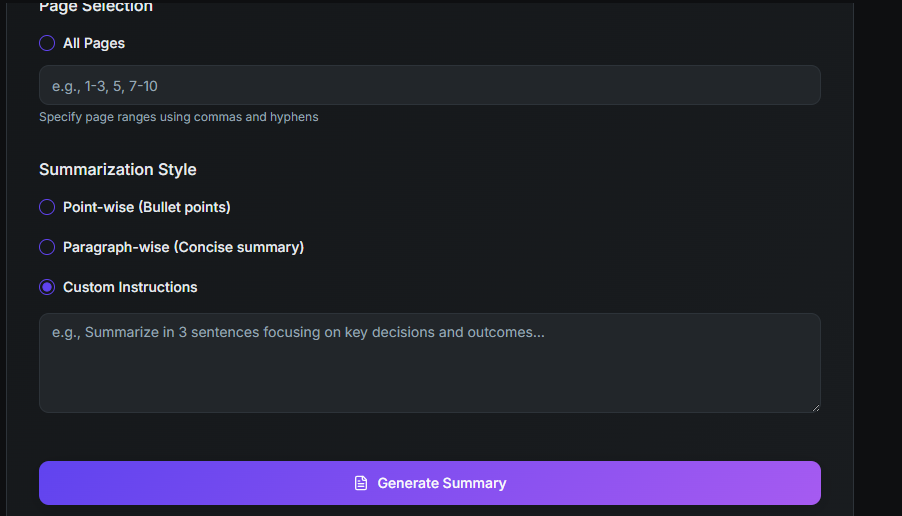 Page Selection
All Pages
e.g., 1-3, 5, 7-10
Specify page ranges using commas and hyphens
Summarization Style
Point-wise (Bullet points)
Paragraph-wise (Concise summary)
Custom Instructions
e.g., Summarize in 3 sentences focusing on key decisions and outcomes...
Generate Summary